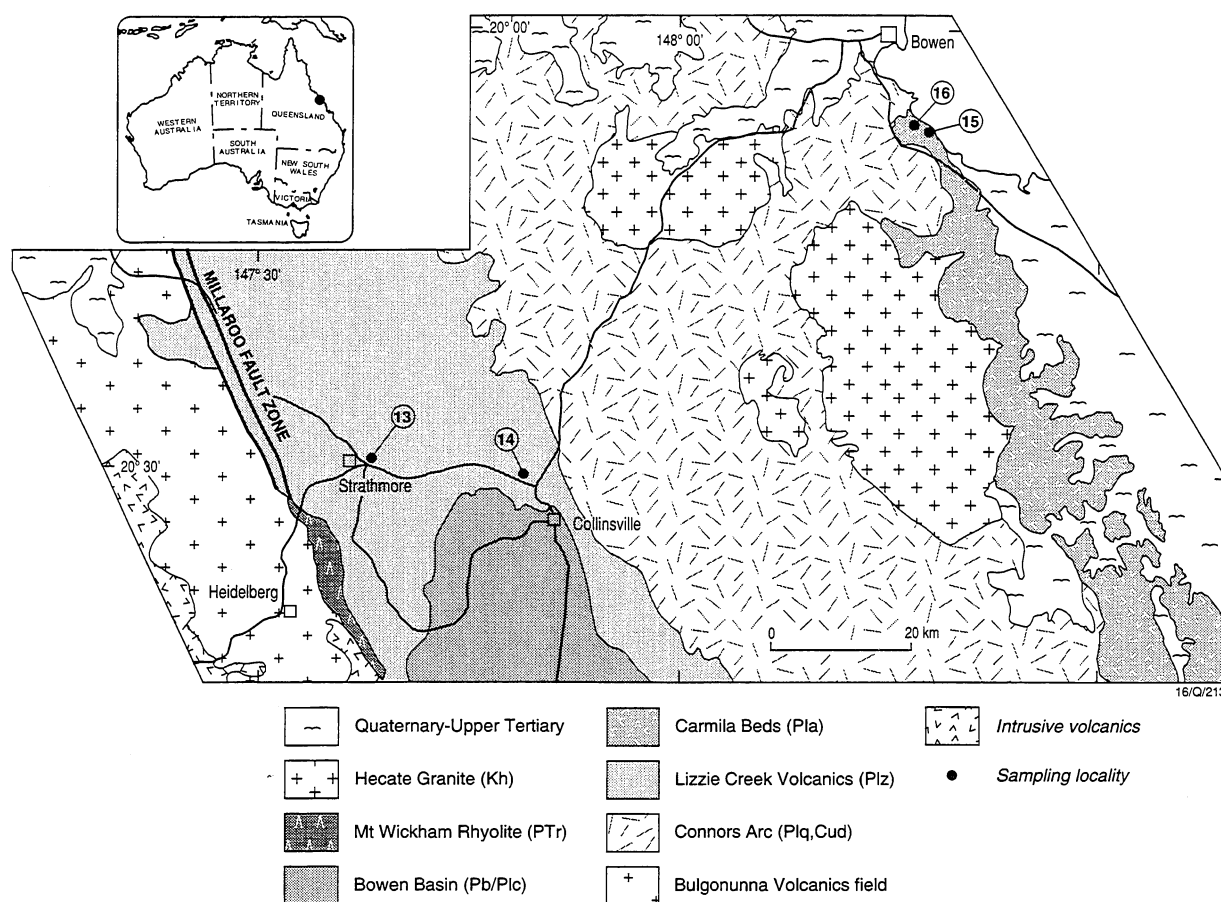 NORTHERN
TERRITORY
WESTERN
AUSTRALIA
QUEENSLAND
SOUTH
AUSTRALIA
NEW SOUTH
WALES
VICTORIA
TASMANIA
20° 00'
148° 00'
Bowen
16
15
147° 30'
MILLAROO FAULT ZONE
13
14
20° 30'
Strathmore
Collinsville
Heidelberg
0 20 km
16/Q/213
Quaternary-Upper Tertiary
Hecate Granite (Kh)
Mt Wickham Rhyolite (PTr)
Bowen Basin (Pb/Plc)
Carmila Beds (Pla)
Lizzie Creek Volcanics (Plz)
Connors Arc (Plq,Cud)
Bulgonunna Volcanics field
Intrusive volcanics
Sampling locality